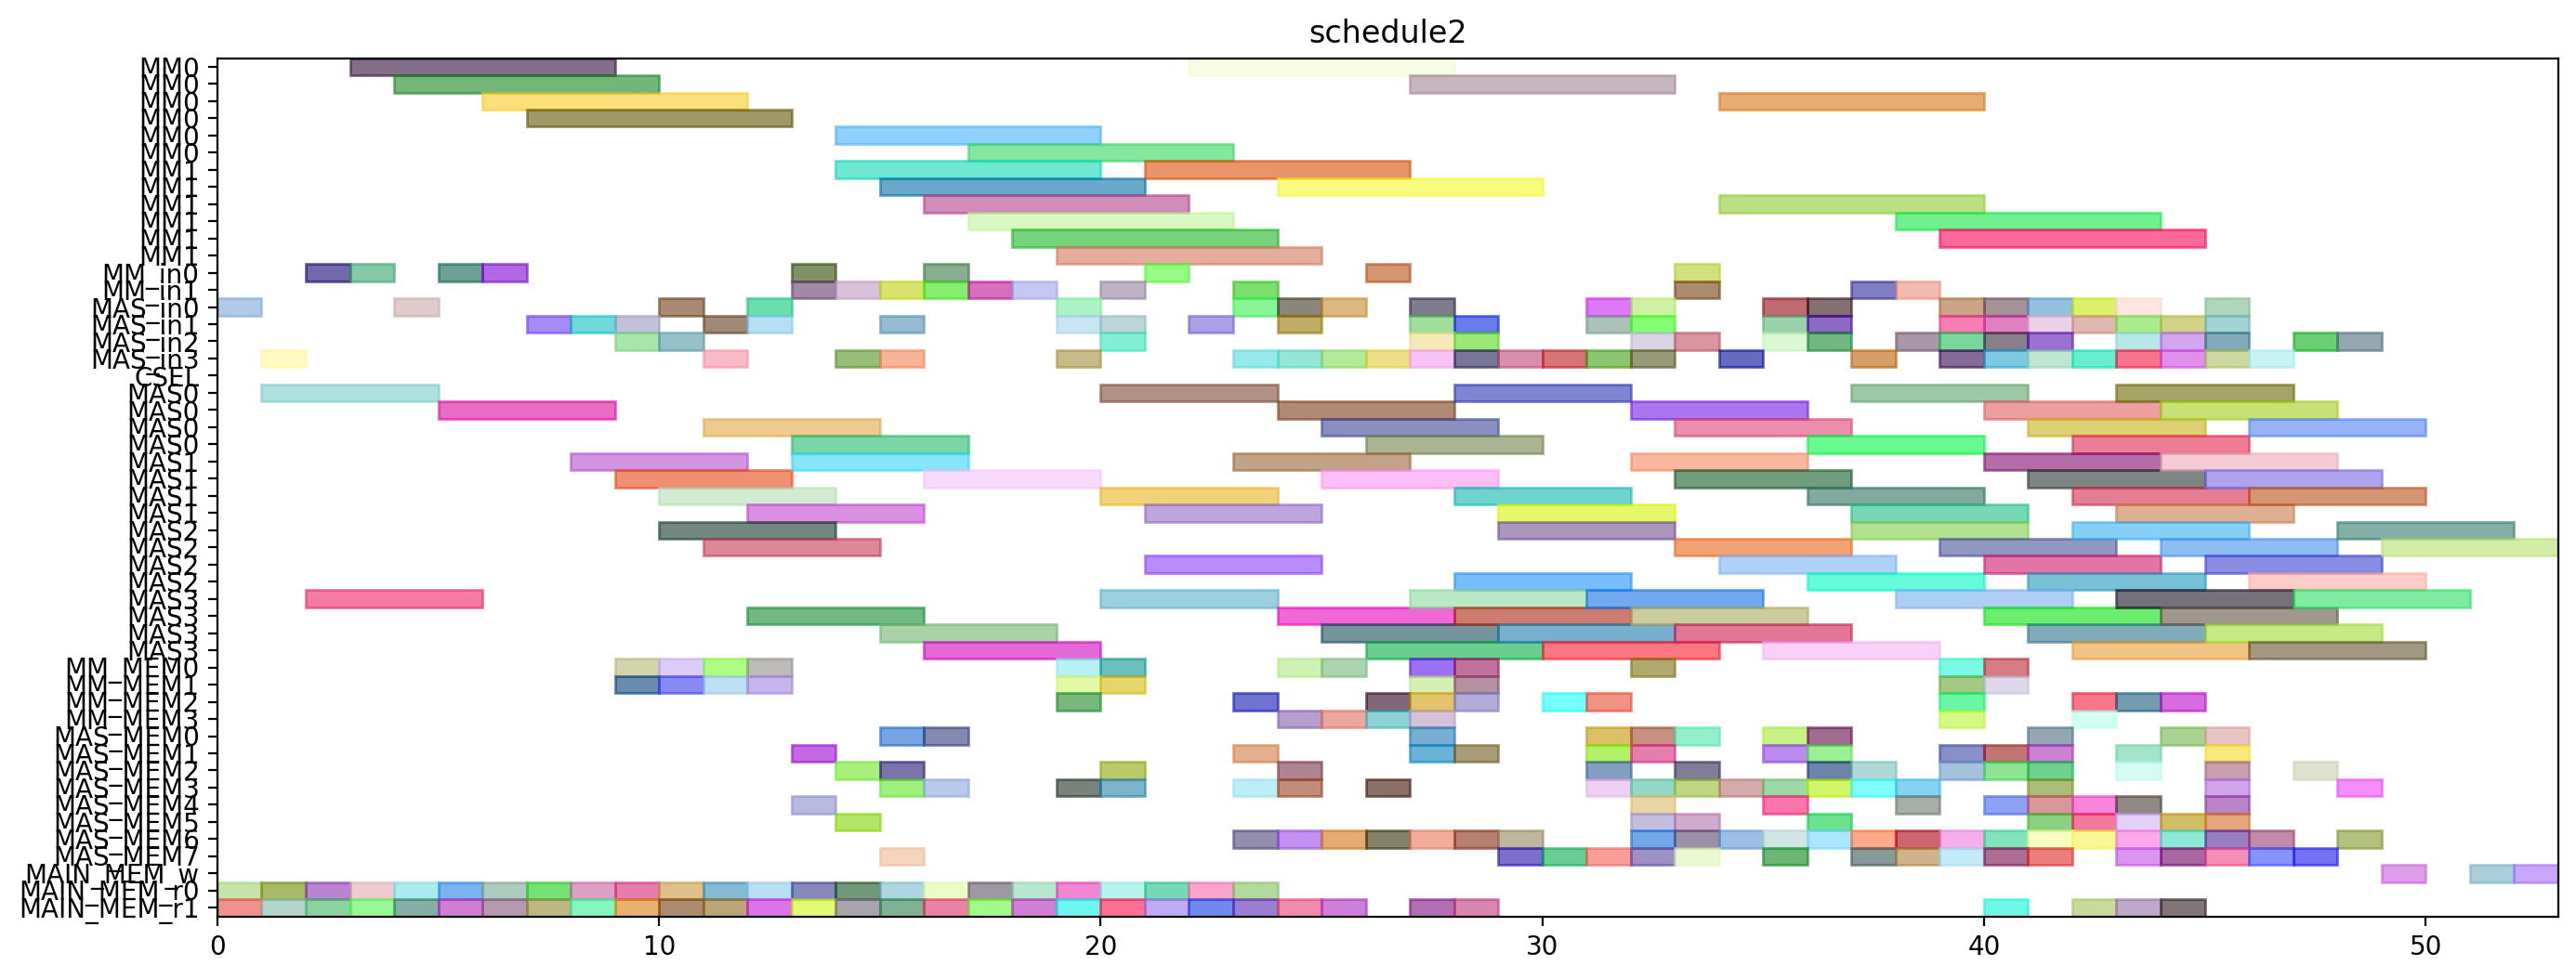 schedule2
MM0
MM0
MM0
MM0
MM0
MM0
MM1
MM1
MM1
MM1
MM1
MM1
MM_in0
MM_in1
MAS_in0
MAS_in1
MAS_in2
MAS_in3
CSEL
MAS0
MAS0
MAS0
MAS0
MAS1
MAS1
MAS1
MAS1
MAS2
MAS2
MAS2
MAS2
MAS3
MAS3
MAS3
MAS3
MM_MEM0
MM_MEM1
MM_MEM2
MM_MEM3
MAS_MEM0
MAS_MEM1
MAS_MEM2
MAS_MEM3
MAS_MEM4
MAS_MEM5
MAS_MEM6
MAS_MEM7
MAIN_MEM_w
MAIN_MEM_r0
MAIN_MEM_r1
0 10 20 30 40 50